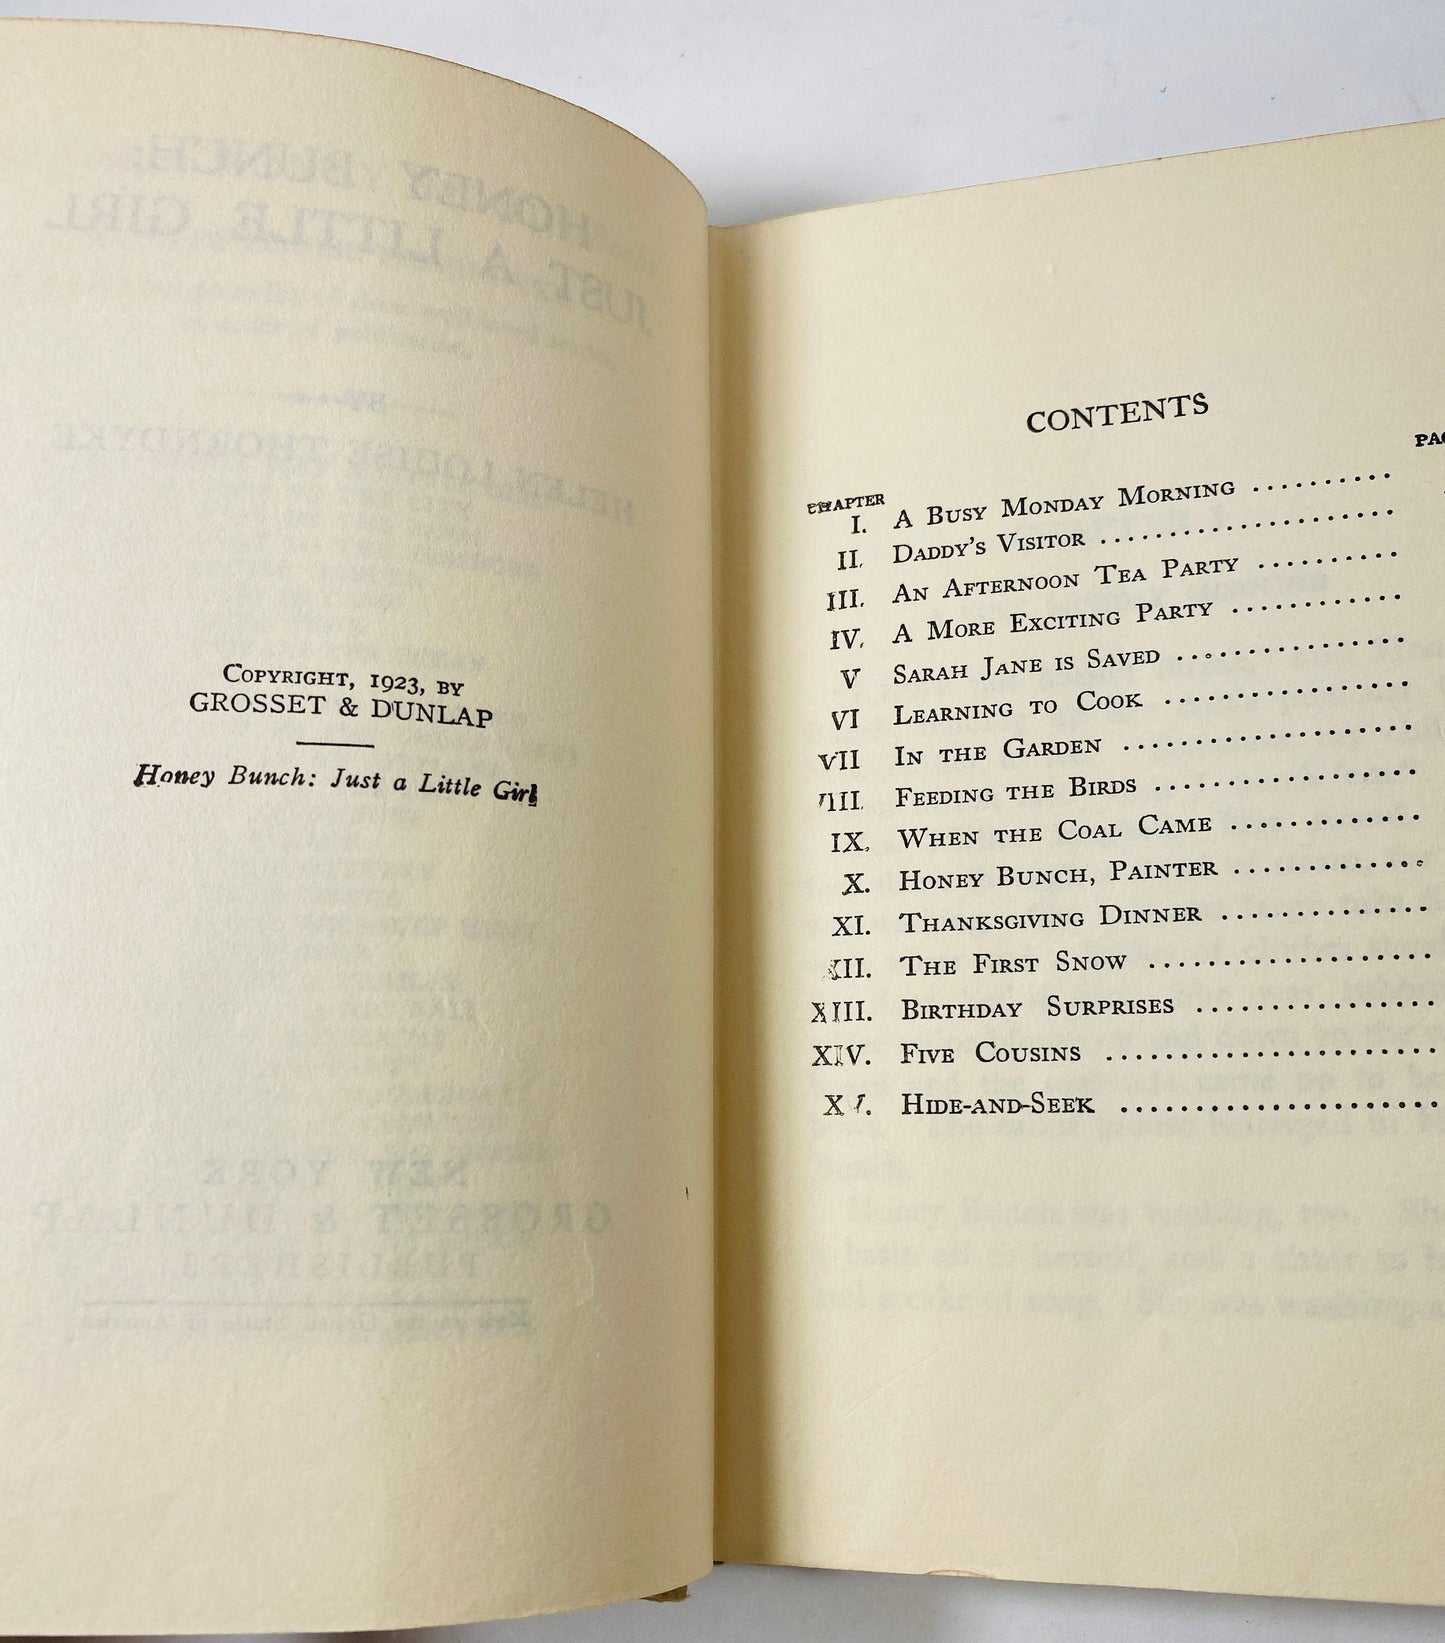 COPYRIGHT, 1923, BY
GROSSET & DUNLAP
Honey Bunch: Just a Little Girl
CONTENTS
CHAPTER
I. A BUSY MONDAY MORNING ..........
II. DADDY'S VISITOR ....................
III. AN AFTERNOON TEA PARTY ..........
IV. A MORE EXCITING PARTY ............
V SARAH JANE IS SAVED ................
VI LEARNING TO COOK .................
VII IN THE GARDEN ....................
VIII. FEEDING THE BIRDS ..................
IX. WHEN THE COAL CAME .............
X. HONEY BUNCH, PAINTER .............
XI. THANKSGIVING DINNER ..............
XII. THE FIRST SNOW ...................
XIII. BIRTHDAY SURPRISES ................
XIV. FIVE COUSINS ......................
XV. HIDE-AND-SEEK .....................